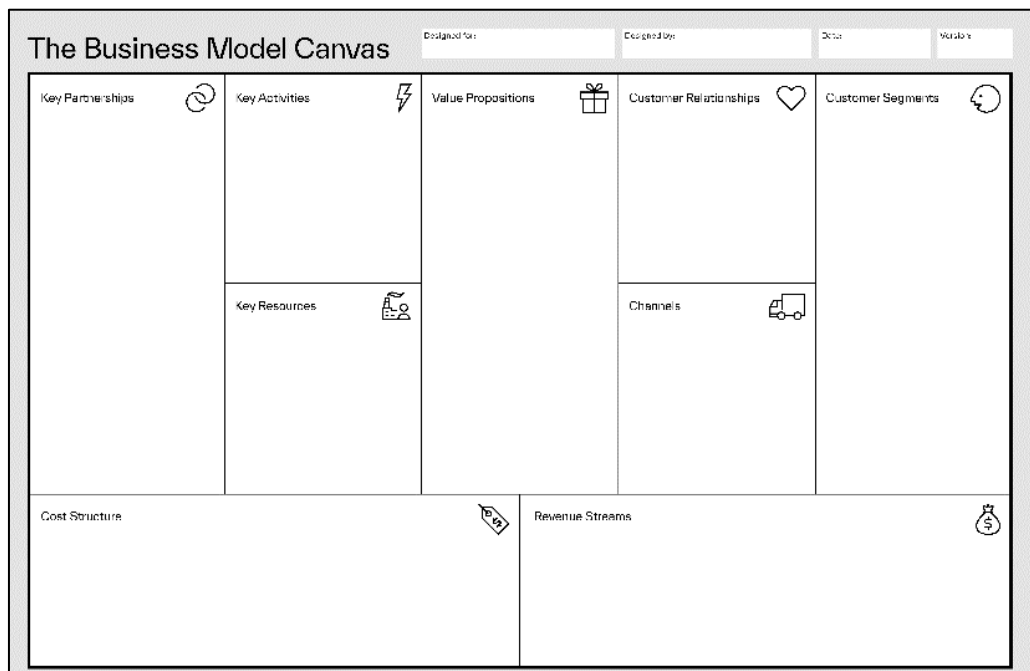 The Business Model Canvas
Designed for:
Designed by:
Date:
Version:
Key Partnerships
Key Activities
Value Propositions
Customer Relationships
Customer Segments
Key Resources
Channels
Cost Structure
Revenue Streams